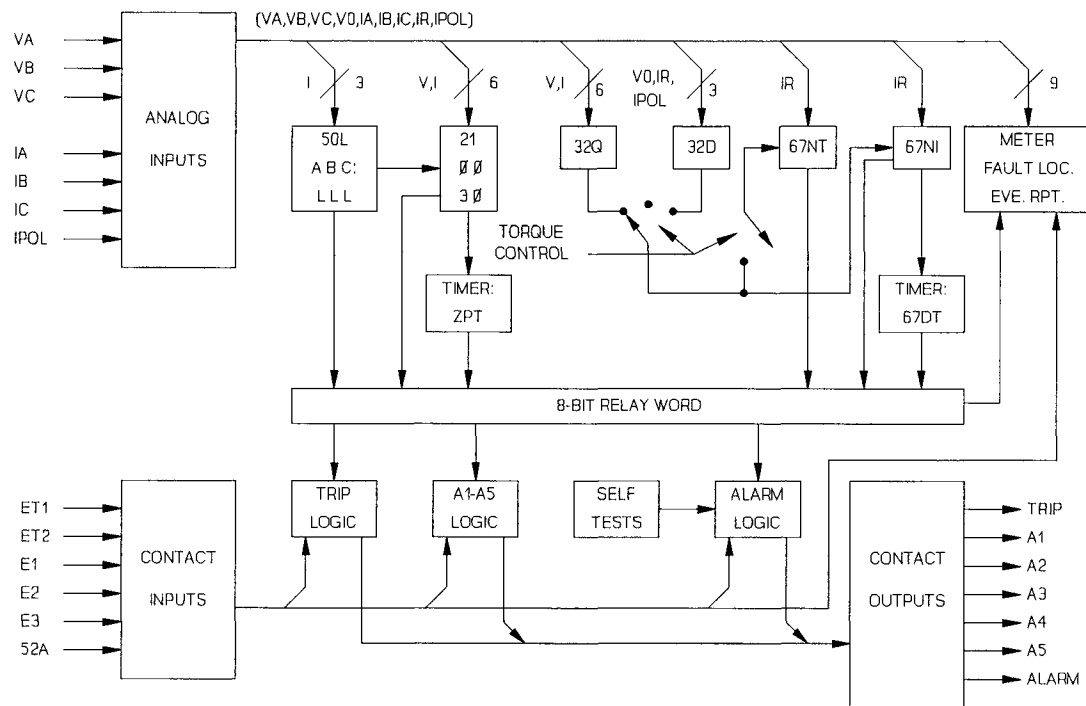 (VA,VB,VC,V0,IA,IB,IC,IR,IPOL)
VA
VB
VC
IA
IB
IC
IPOL
ANALOG
INPUTS
I
3
V,I
6
V,I
6
V0,IR,
IPOL
3
IR
IR
9
50L
A B C:
L L L
21
ØØ
3Ø
32Q
32D
67NT
67NI
METER
FAULT LOC.
EVE. RPT.
TORQUE
CONTROL
TIMER:
ZPT
TIMER:
67DT
8-BIT RELAY WORD
ET1
ET2
E1
E2
E3
52A
CONTACT
INPUTS
TRIP
LOGIC
A1-A5
LOGIC
SELF
TESTS
ALARM
LOGIC
CONTACT
OUTPUTS
TRIP
A1
A2
A3
A4
A5
ALARM